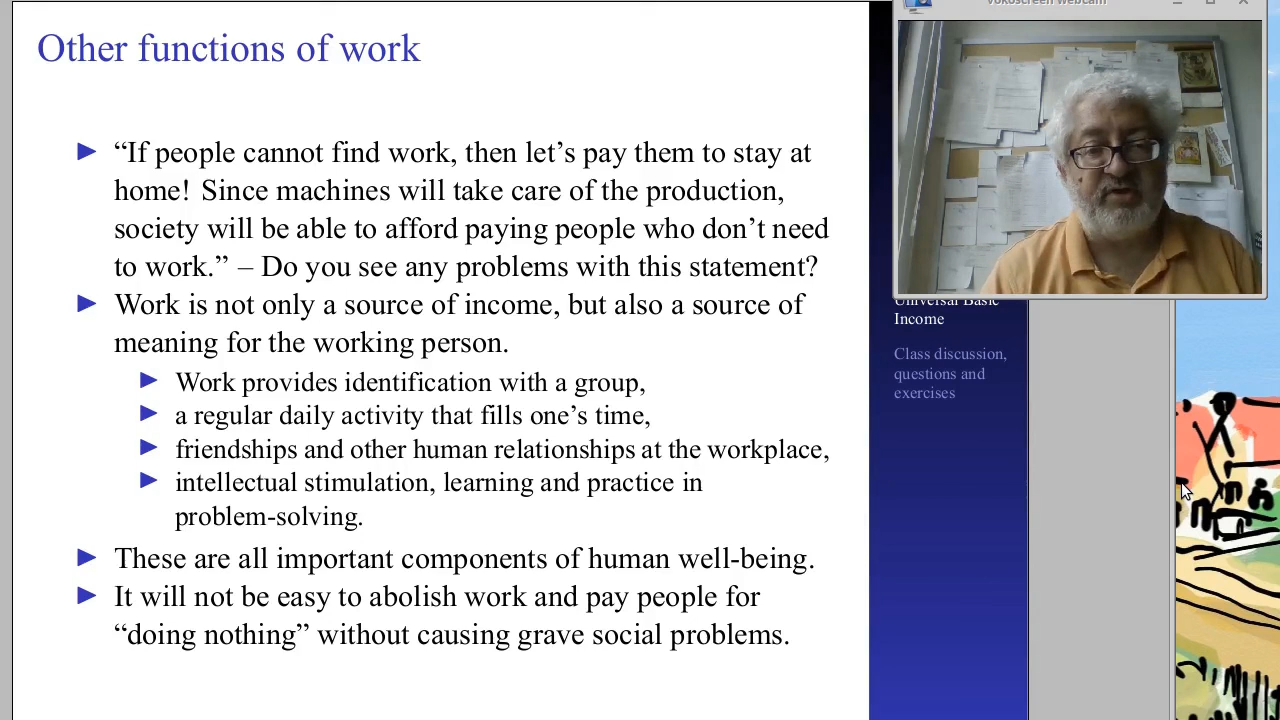 Other functions of work
► “If people cannot find work, then let’s pay them to stay at
home! Since machines will take care of the production,
society will be able to afford paying people who don’t need
to work.” – Do you see any problems with this statement?
► Work is not only a source of income, but also a source of
meaning for the working person.
► Work provides identification with a group,
► a regular daily activity that fills one’s time,
► friendships and other human relationships at the workplace,
► intellectual stimulation, learning and practice in
problem-solving.
► These are all important components of human well-being.
► It will not be easy to abolish work and pay people for
“doing nothing” without causing grave social problems.
vokoscreen webcam
Universal Basic
Income
Class discussion,
questions and
exercises